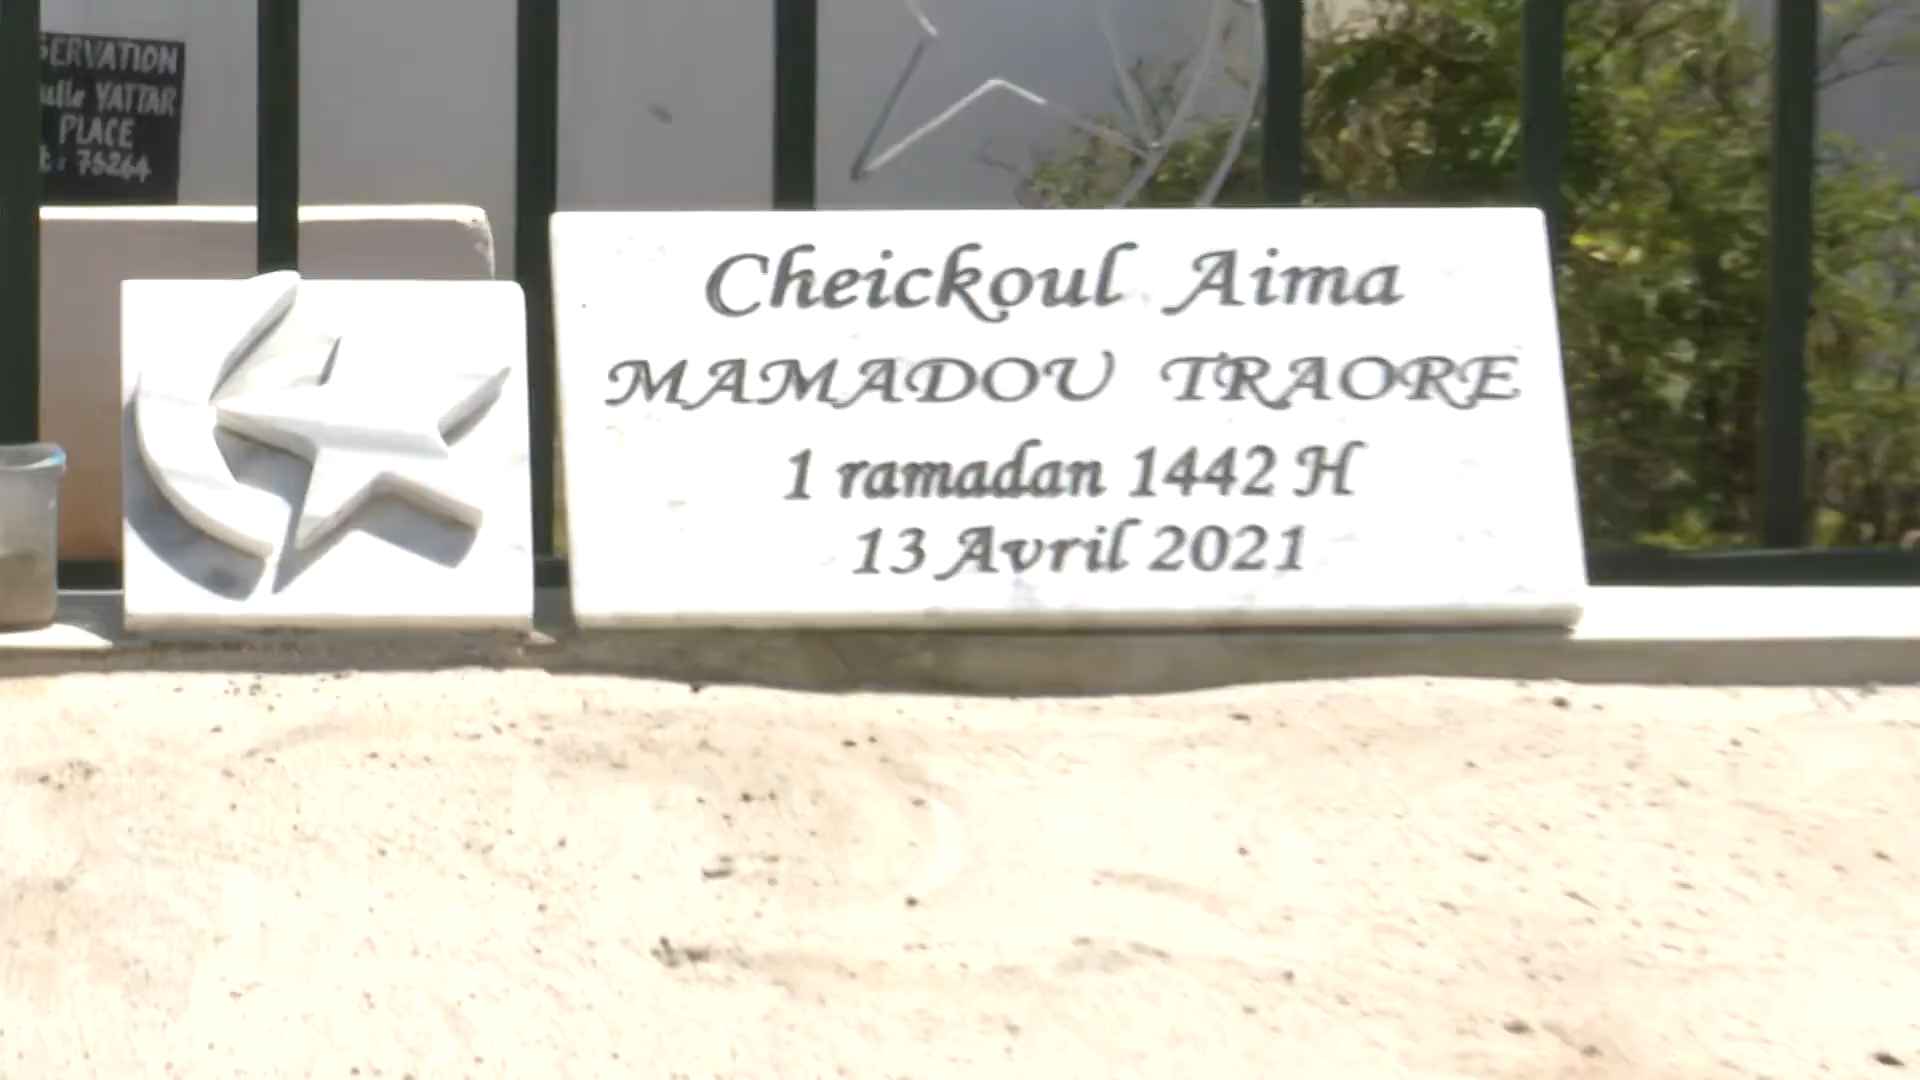 PLACE
Cheickoul Aima
MAMADOU TRAORE
1 ramadan 1442 H
13 Avril 2021